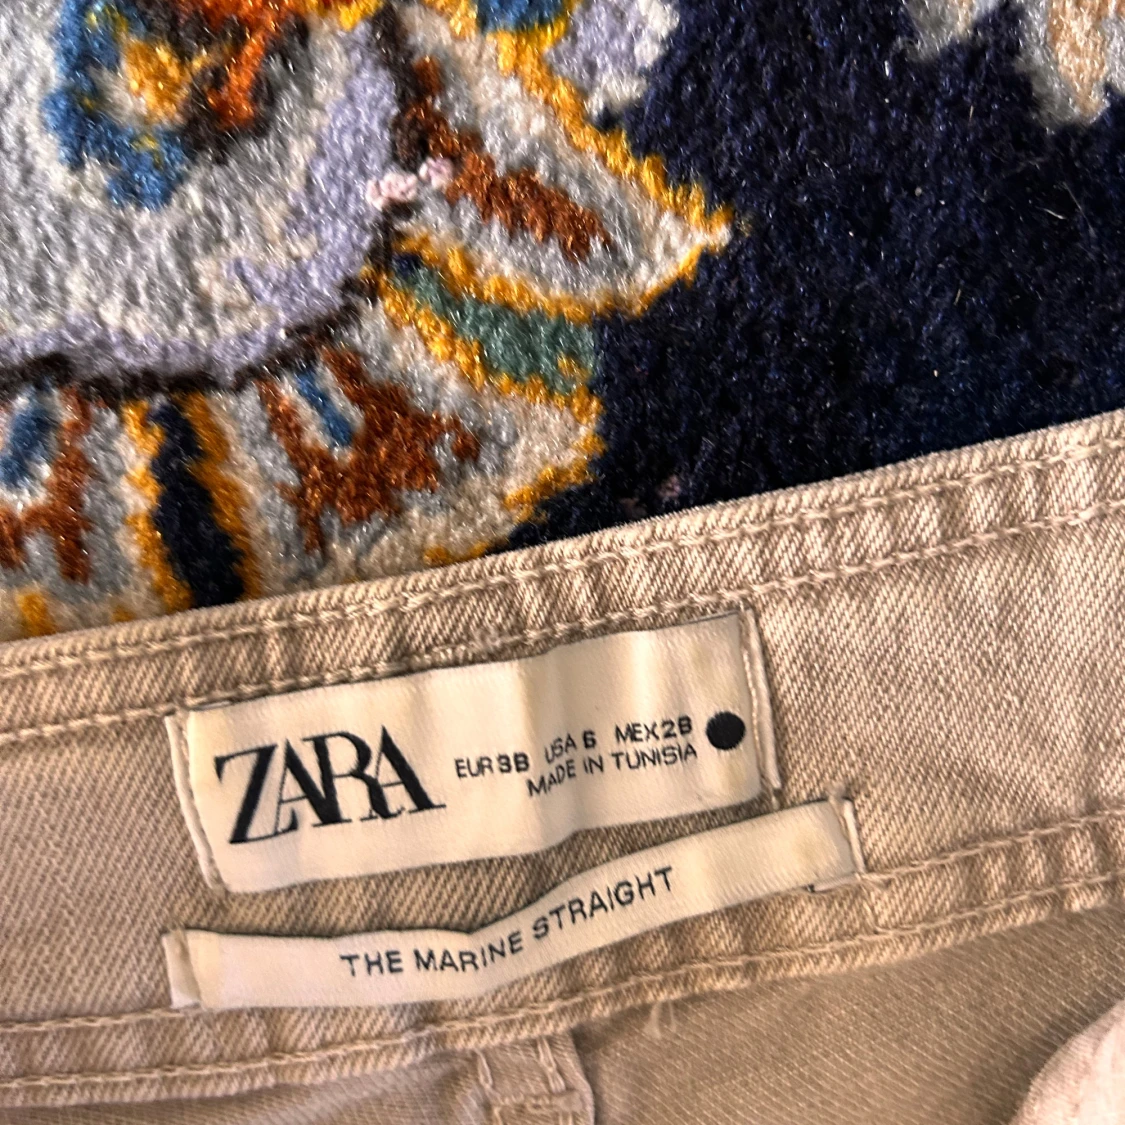 ZARA
EUR 38 USA 6 MEX 28
MADE IN TUNISIA
THE MARINE STRAIGHT